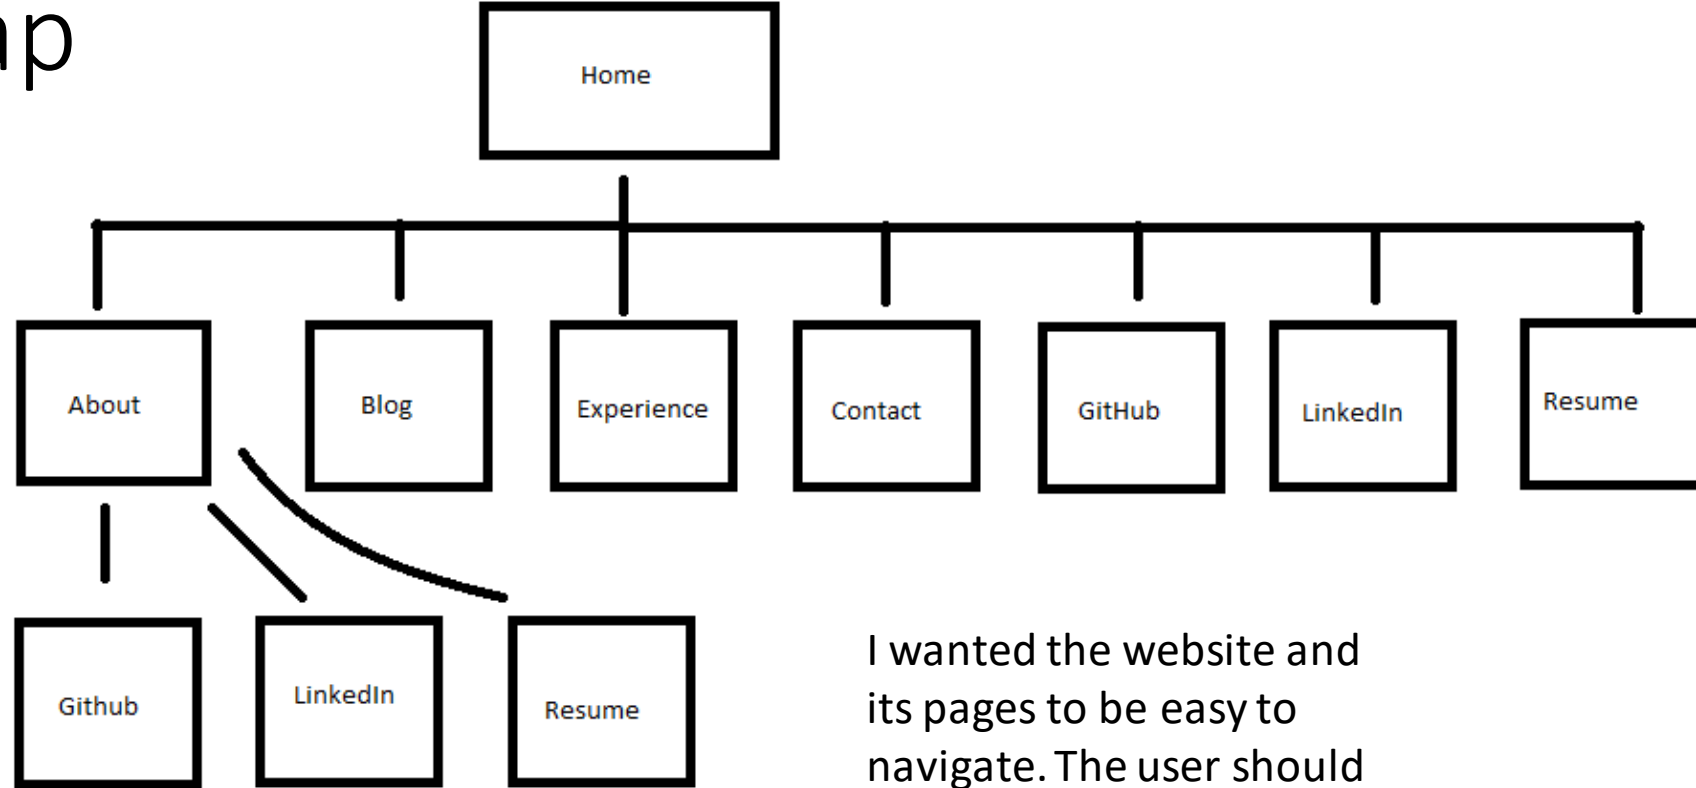 ap
Home
About
Blog
Experience
Contact
GitHub
LinkedIn
Resume
Github
LinkedIn
Resume
I wanted the website and
its pages to be easy to
navigate. The user should